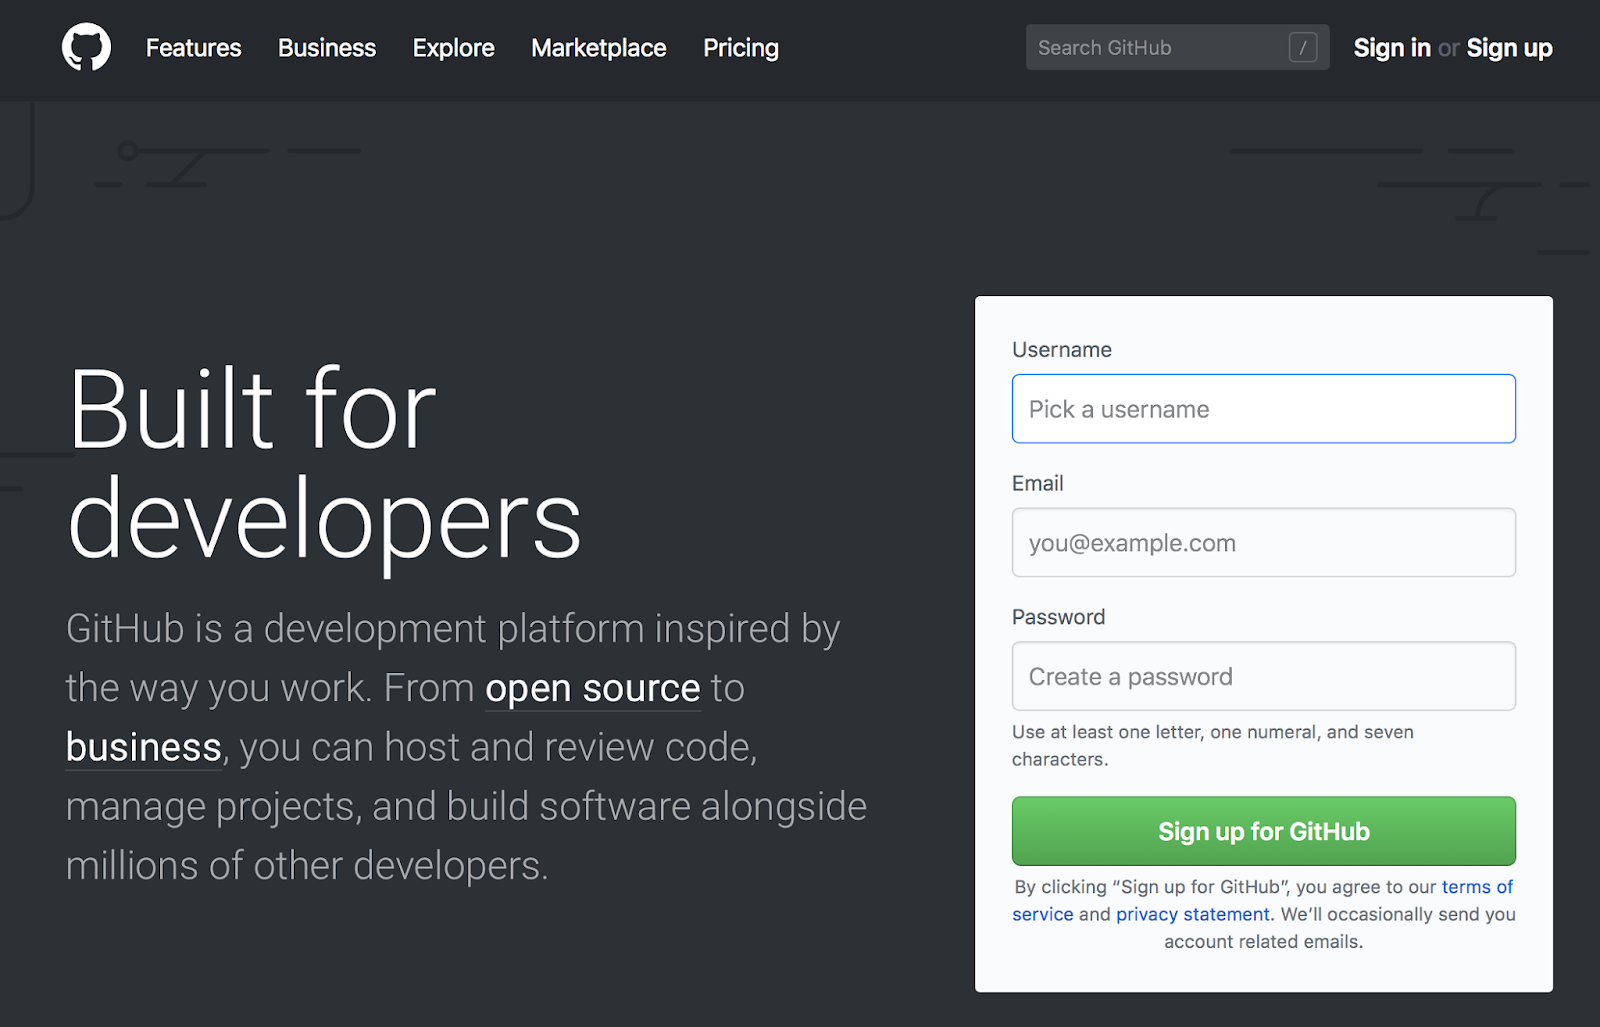 Features Business Explore Marketplace Pricing Search GitHub / Sign in or Sign up
Built for
developers
GitHub is a development platform inspired by
the way you work. From open source to
business, you can host and review code,
manage projects, and build software alongside
millions of other developers.
Username
Pick a username
Email
you@example.com
Password
Create a password
Use at least one letter, one numeral, and seven
characters.
Sign up for GitHub
By clicking “Sign up for GitHub”, you agree to our terms of
service and privacy statement. We’ll occasionally send you
account related emails.